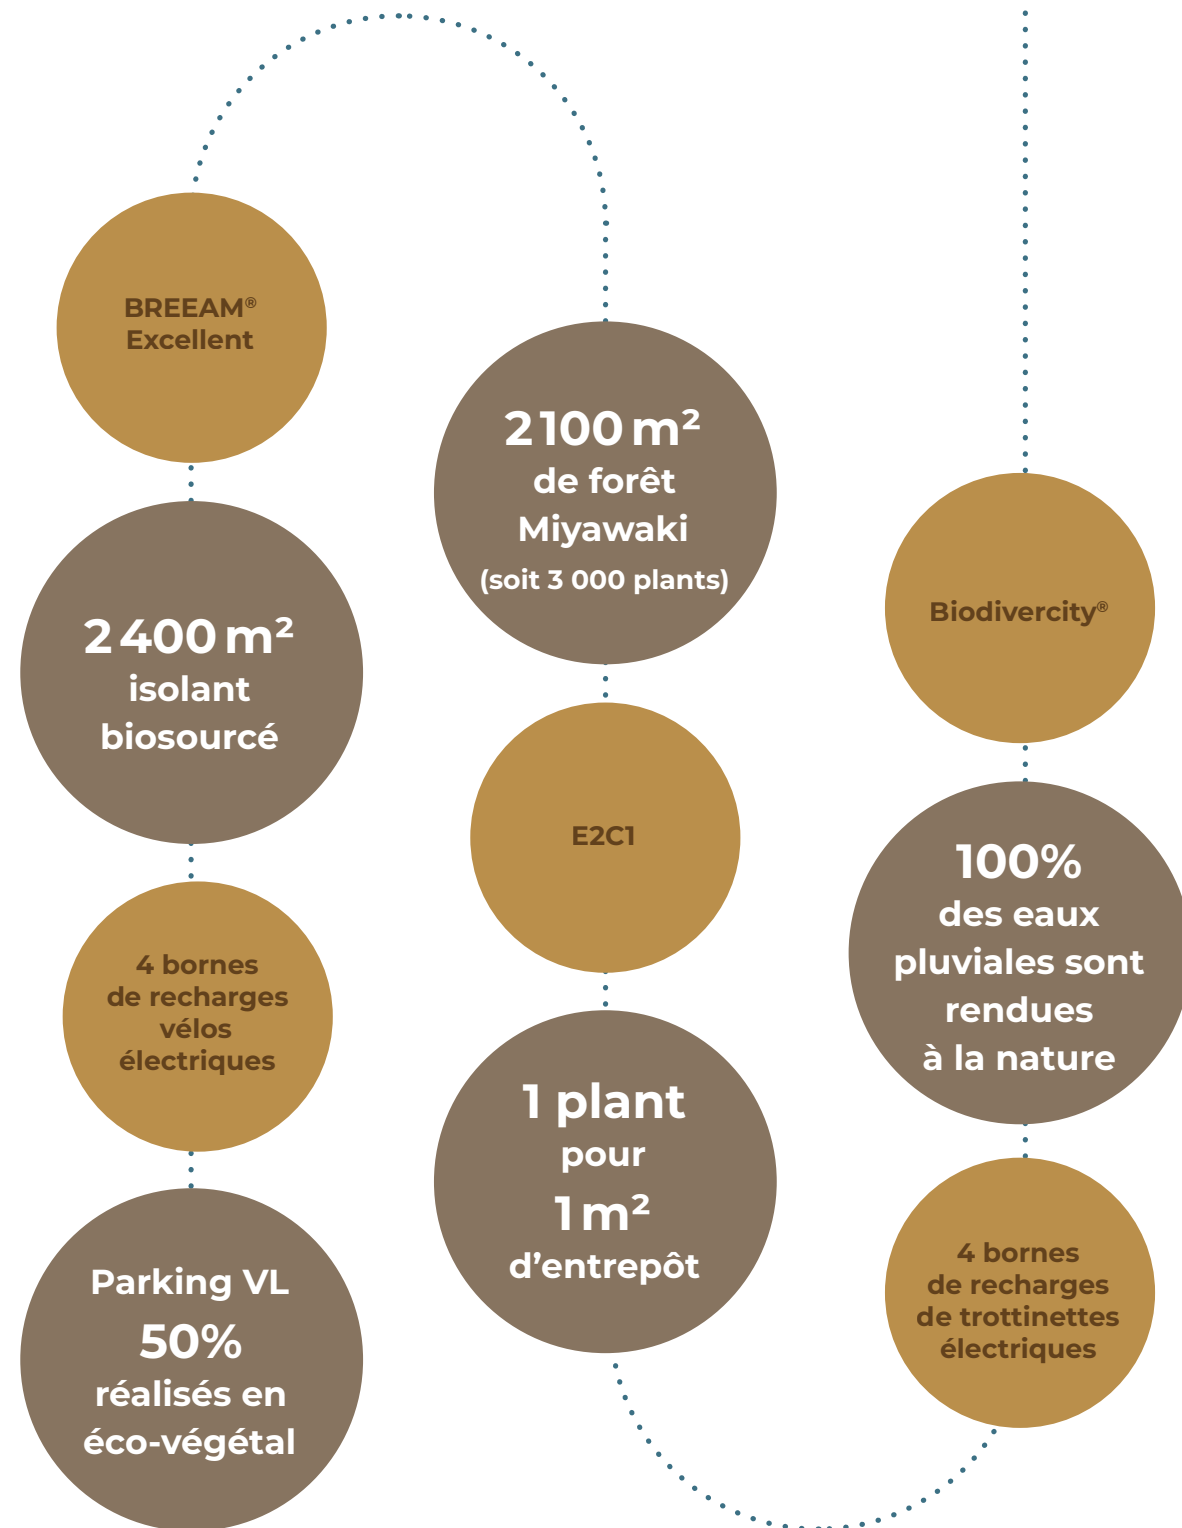 BREEAM®
Excellent
2 400 m²
isolant
biosourcé
4 bornes
de recharges
vélos
électriques
Parking VL
50%
réalisés en
éco-végétal
2 100 m²
de forêt
Miyawaki
(soit 3 000 plants)
E2C1
1 plant
pour
1 m²
d’entrepôt
Biodivercity®
100%
des eaux
pluviales sont
rendues
à la nature
4 bornes
de recharges
de trottinettes
électriques